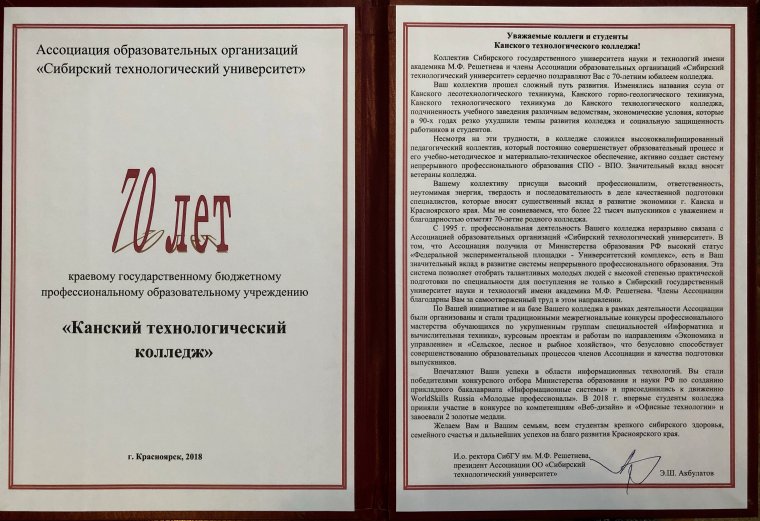 Ассоциация образовательных организаций
«Сибирский технологический университет»
70 лет
краевому государственному бюджетному
профессиональному образовательному учреждению
«Канский технологический
колледж»
г. Красноярск, 2018
Уважаемые коллеги и студенты
Канского технологического колледжа!
Коллектив Сибирского государственного университета науки и технологий имени
академика М.Ф. Решетнева и члены Ассоциации образовательных организаций «Сибирский
технологический университет» сердечно поздравляют Вас с 70-летним юбилеем колледжа.
Ваш коллектив прошел сложный путь развития. Изменялись названия ссуза от
Канского лесотехнологического техникума, Канского горно-геологического техникума,
Канского технологического техникума до Канского технологического колледжа,
подчиненность учебного заведения различным ведомствам, экономические условия, которые
в 90-х годах резко ухудшили темпы развития колледжа и социальную защищенность
работников и студентов.
Несмотря на эти трудности, в колледже сложился высококвалифицированный
педагогический коллектив, который постоянно совершенствует образовательный процесс и
его учебно-методическое и материально-техническое обеспечение, активно создает систему
непрерывного профессионального образования СПО - ВПО. Значительный вклад вносят
ветераны колледжа.
Вашему коллективу присущи высокий профессионализм, ответственность,
неутомимая энергия, твердость и последовательность в деле качественной подготовки
специалистов, которые вносят существенный вклад в развитие экономики г. Канска и
Красноярского края. Мы не сомневаемся, что более 22 тысяч выпускников с уважением и
благодарностью отметят 70-летие родного колледжа.
С 1995 г. профессиональная деятельность Вашего колледжа неразрывно связана с
Ассоциацией образовательных организаций «Сибирский технологический университет». В
том, что Ассоциация получила от Министерства образования РФ высокий статус
«Федеральной экспериментальной площадки - Университетский комплекс», есть и Ваш
значительный вклад в развитие системы непрерывного профессионального образования. Эта
система позволяет отобрать талантливых молодых людей с высокой степенью практической
подготовки по специальности для поступления не только в Сибирский государственный
университет науки и технологий имени академика М.Ф. Решетнева. Члены Ассоциации
благодарны Вам за самоотверженный труд в этом направлении.
По Вашей инициативе и на базе Вашего колледжа в рамках деятельности Ассоциации
были организованы и стали традиционными межрегиональные конкурсы профессионального
мастерства обучающихся по укрупненным группам специальностей «Информатика и
вычислительная техника», курсовым проектам и работам по направлениям «Экономика и
управление» и «Сельское, лесное и рыбное хозяйство», что безусловно способствует
совершенствованию образовательных процессов членов Ассоциации и качества подготовки
выпускников.
Впечатляют Ваши успехи в области информационных технологий. Вы стали
победителями конкурсного отбора Министерства образования и науки РФ по созданию
прикладного бакалавриата «Информационные системы» и присоединились к движению
WorldSkills Russia «Молодые профессионалы». В 2018 г. впервые студенты колледжа
приняли участие в конкурсе по компетенциям «Веб-дизайн» и «Офисные технологии» и
завоевали 2 золотые медали.
Желаем Вам и Вашим семьям, всем студентам крепкого сибирского здоровья,
семейного счастья и дальнейших успехов на благо развития Красноярского края.
И.о. ректора СибГУ им. М.Ф. Решетнева,
президент Ассоциации ОО «Сибирский
технологический университет»
Э.Ш. Акбулатов